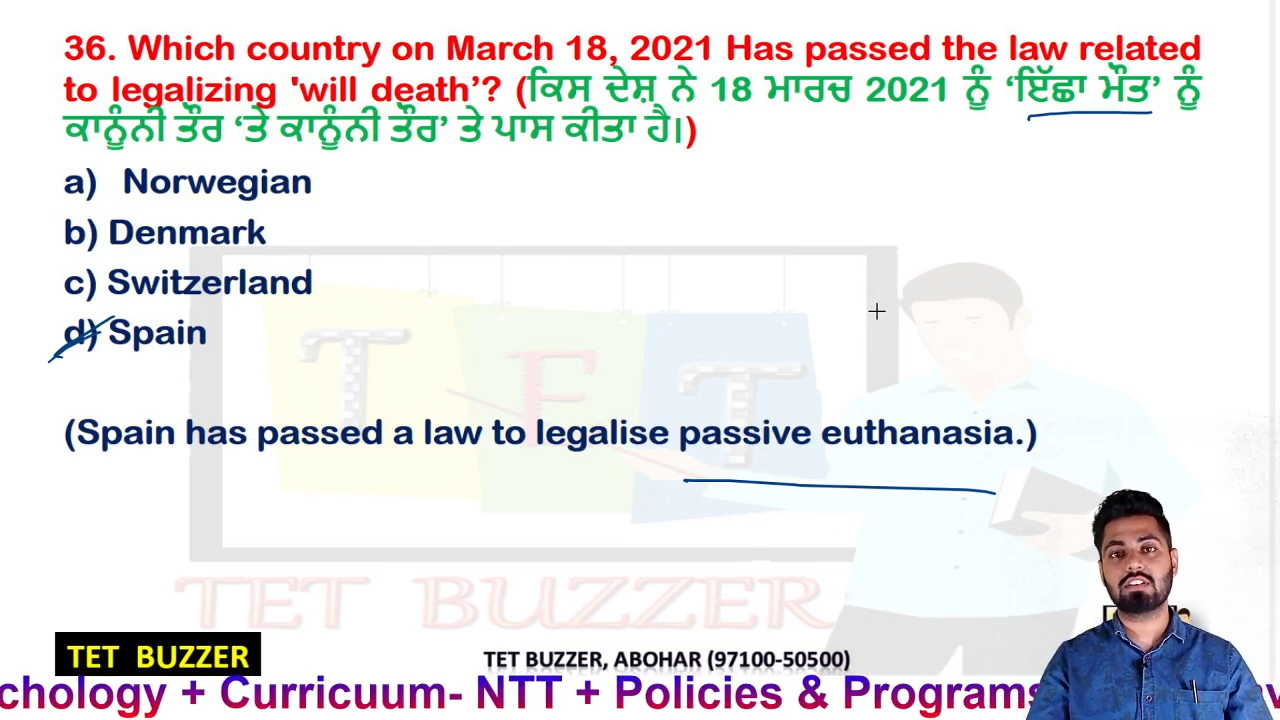 36. Which country on March 18, 2021 Has passed the law related
to legalizing 'will death’? (ਕਿਸ ਦੇਸ਼ ਨੇ 18 ਮਾਰਚ 2021 ਨੂੰ ‘ਇੱਛਾ ਮੌਤ’ ਨੂੰ
ਕਾਨੂੰਨੀ ਤੌਰ ‘ਤੇ ਕਾਨੂੰਨੀ ਤੌਰ’ ਤੇ ਪਾਸ ਕੀਤਾ ਹੈ।)
a) Norwegian
b) Denmark
c) Switzerland
d) Spain
(Spain has passed a law to legalise passive euthanasia.)
T E T
TET BUZZER
TET BUZZER
TET BUZZER, ABOHAR (97100-50500)
chology + Curricuum- NTT + Policies & Programs